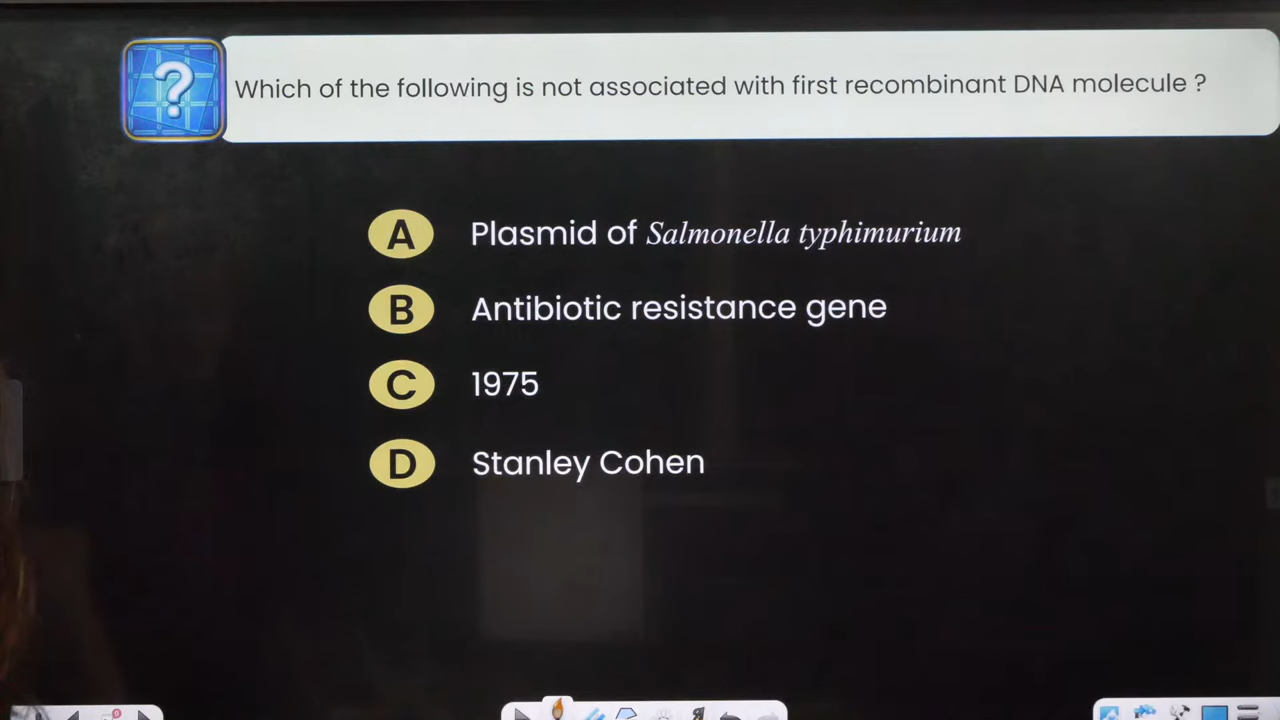 Which of the following is not associated with first recombinant DNA molecule ?
A Plasmid of Salmonella typhimurium
B Antibiotic resistance gene
C 1975
D Stanley Cohen